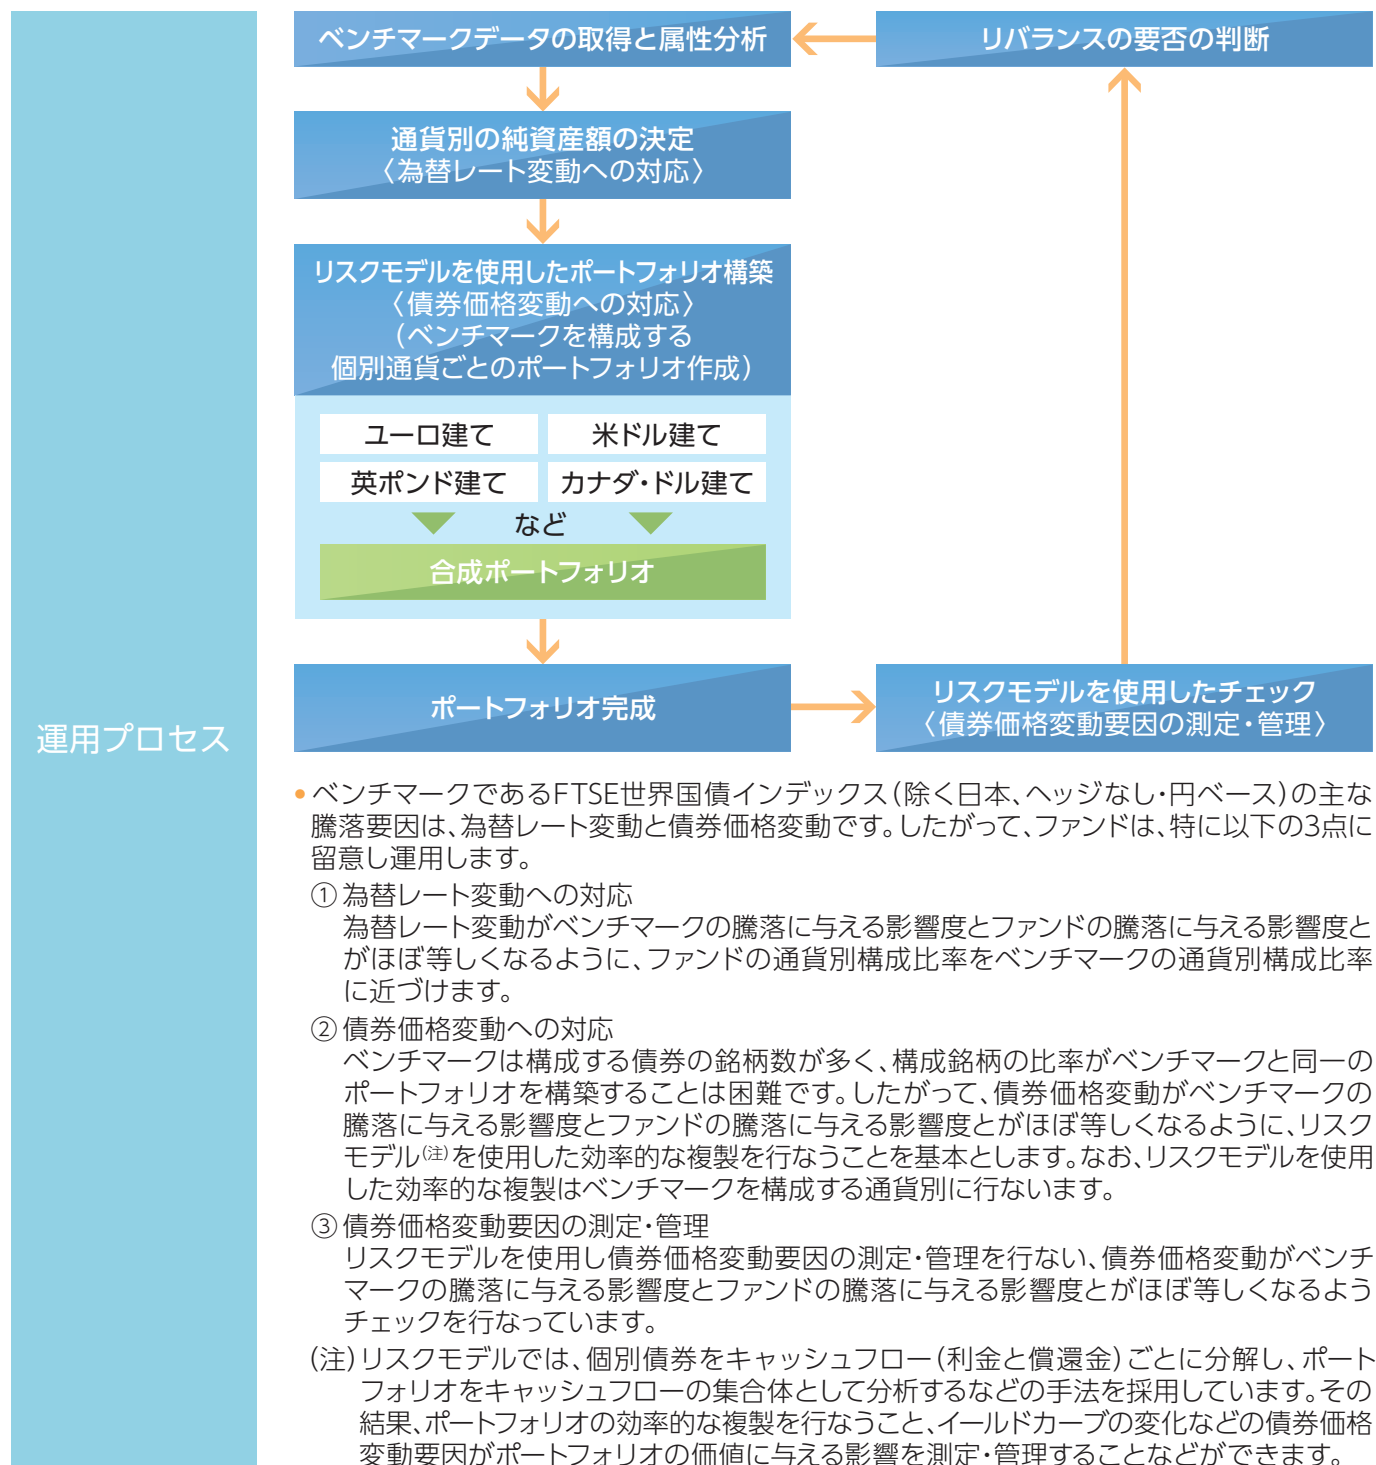 運用プロセス
ベンチマークデータの取得と属性分析
リバランスの要否の判断
通貨別の純資産額の決定
〈為替レート変動への対応〉
リスクモデルを使用したポートフォリオ構築
〈債券価格変動への対応〉
(ベンチマークを構成する
個別通貨ごとのポートフォリオ作成)
ユーロ建て
米ドル建て
英ポンド建て
カナダ・ドル建て
など
合成ポートフォリオ
ポートフォリオ完成
リスクモデルを使用したチェック
〈債券価格変動要因の測定・管理〉
●ベンチマークであるFTSE世界国債インデックス(除く日本、ヘッジなし・円ベース)の主な
騰落要因は、為替レート変動と債券価格変動です。したがって、ファンドは、特に以下の3点に
留意し運用します。
①為替レート変動への対応
為替レート変動がベンチマークの騰落に与える影響度とファンドの騰落に与える影響度と
がほぼ等しくなるように、ファンドの通貨別構成比率をベンチマークの通貨別構成比率
に近づけます。
②債券価格変動への対応
ベンチマークは構成する債券の銘柄数が多く、構成銘柄の比率がベンチマークと同一の
ポートフォリオを構築することは困難です。したがって、債券価格変動がベンチマークの
騰落に与える影響度とファンドの騰落に与える影響度とがほぼ等しくなるように、リスク
モデル(注)を使用した効率的な複製を行なうことを基本とします。なお、リスクモデルを使用
した効率的な複製はベンチマークを構成する通貨別に行ないます。
③債券価格変動要因の測定・管理
リスクモデルを使用し債券価格変動要因の測定・管理を行ない、債券価格変動がベンチ
マークの騰落に与える影響度とファンドの騰落に与える影響度とがほぼ等しくなるよう
チェックを行なっています。
(注)リスクモデルでは、個別債券をキャッシュフロー(利金と償還金)ごとに分解し、ポート
フォリオをキャッシュフローの集合体として分析するなどの手法を採用しています。その
結果、ポートフォリオの効率的な複製を行なうこと、イールドカーブの変化などの債券価格
変動要因がポートフォリオの価値に与える影響を測定・管理することなどができます。